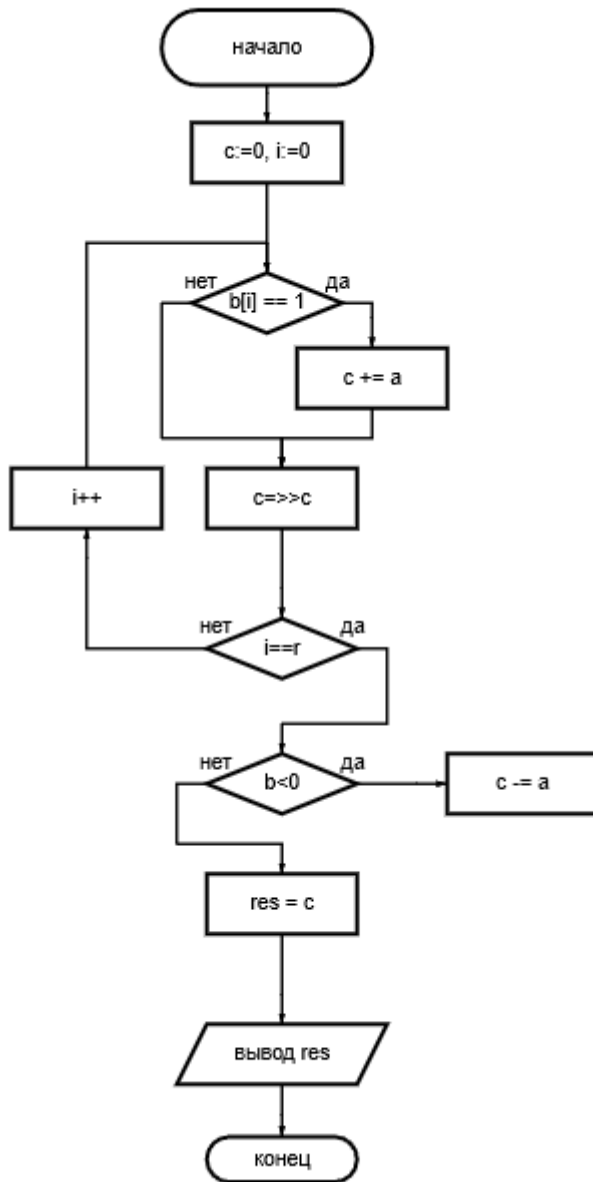 начало
c:=0, i:=0
нет
да
b[i] == 1
c += a
i++
c=>>c
нет
да
i==r
нет
да
b<0
c -= a
res = c
вывод res
конец